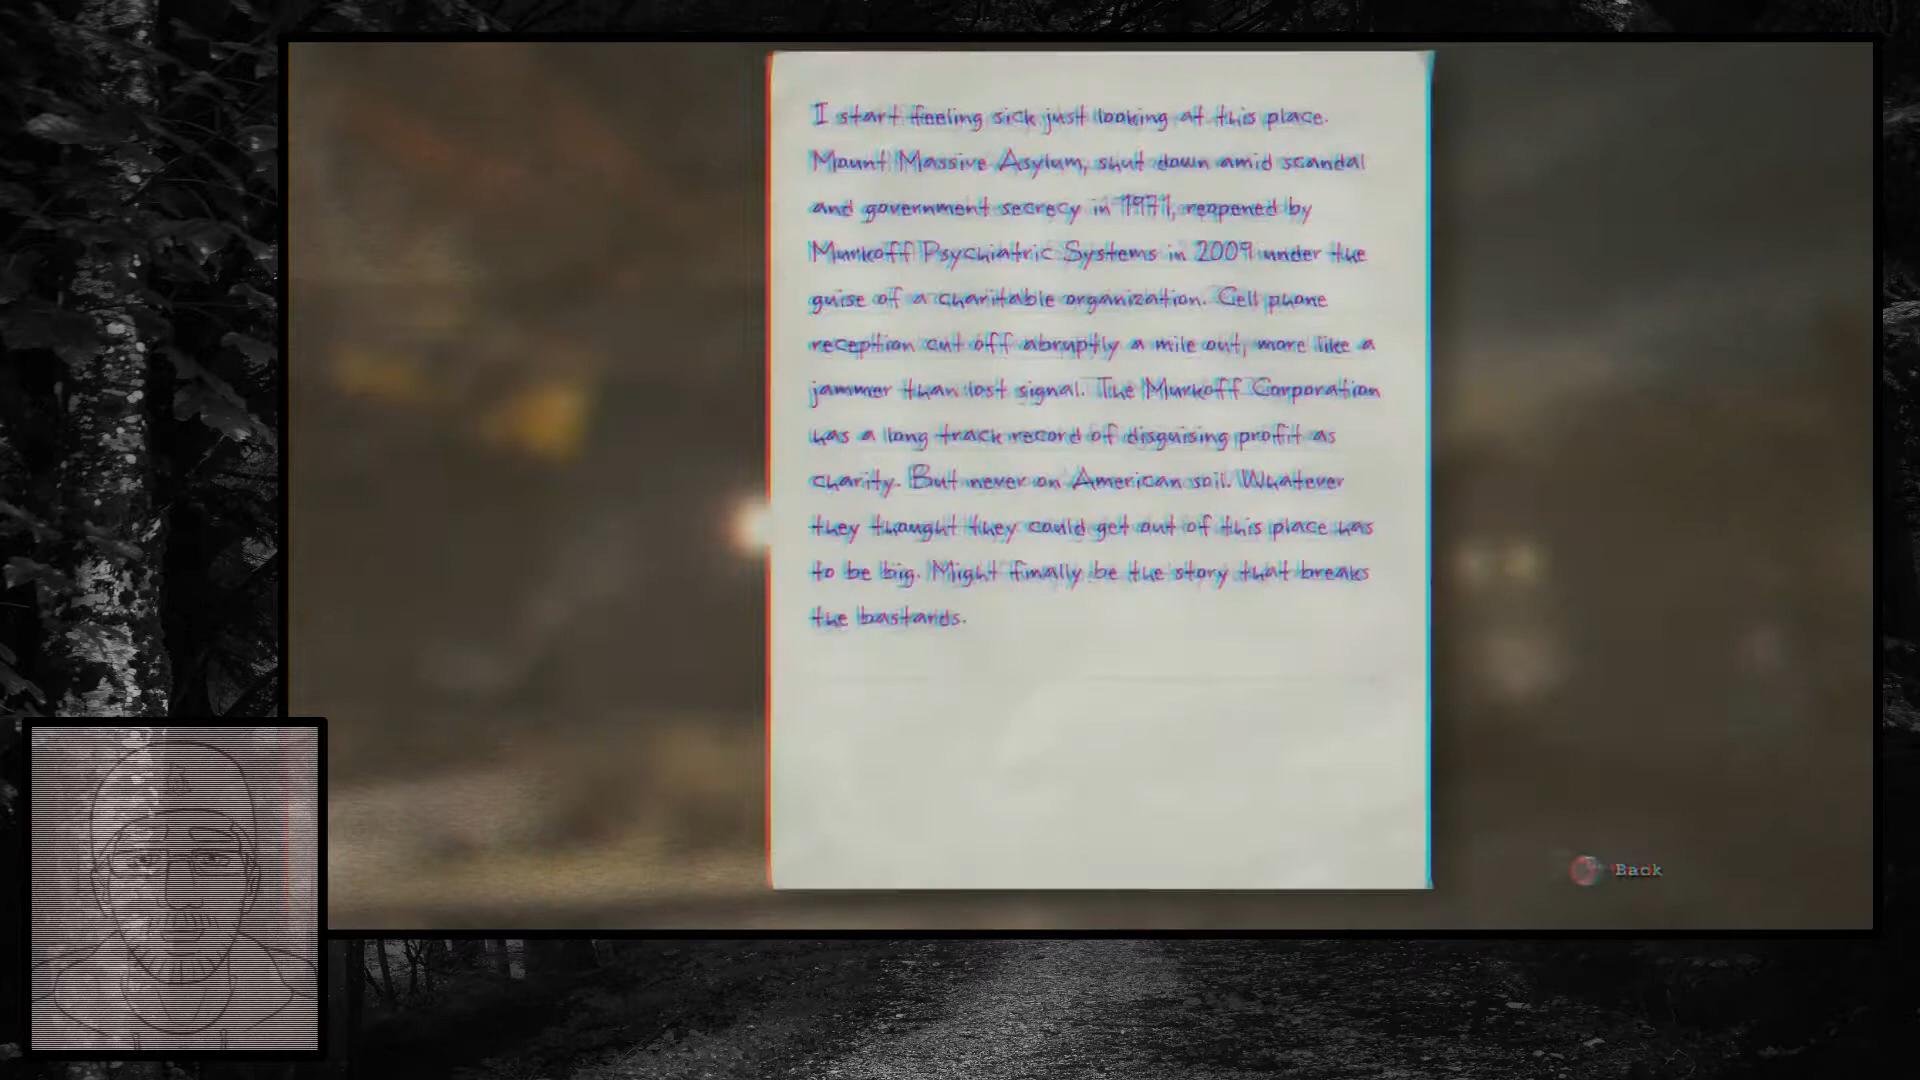 I start feeling sick just looking at this place.
Mount Massive Asylum, shut down amid scandal
and government secrecy in 1971, reopened by
Murkoff Psychiatric Systems in 2009 under the
guise of a charitable organization. Cell phone
reception cut off abruptly a mile out, more like a
jammer than lost signal. The Murkoff Corporation
has a long track record of disguising profit as
charity. But never on American soil. Whatever
they thought they could get out of this place has
to be big. Might finally be the story that breaks
the bastards.
Back